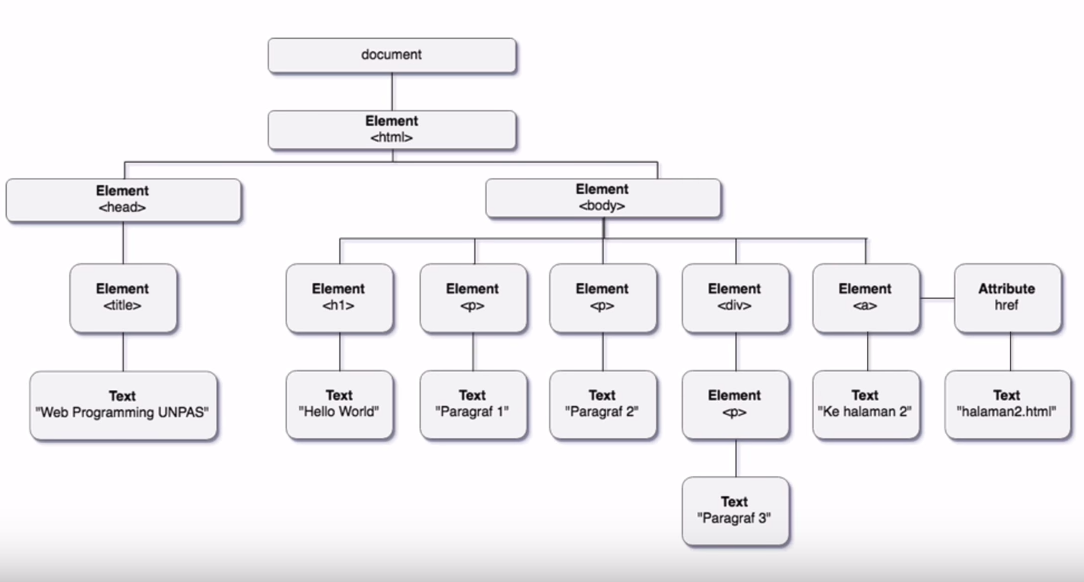 document
Element
<html>
Element
<head>
Element
<body>
Element
<title>
Element
<h1>
Element
<p>
Element
<p>
Element
<div>
Element
<a>
Attribute
href
Text
"Web Programming UNPAS"
Text
"Hello World"
Text
"Paragraf 1"
Text
"Paragraf 2"
Element
<p>
Text
"Ke halaman 2"
Text
"halaman2.html"
Text
"Paragraf 3"